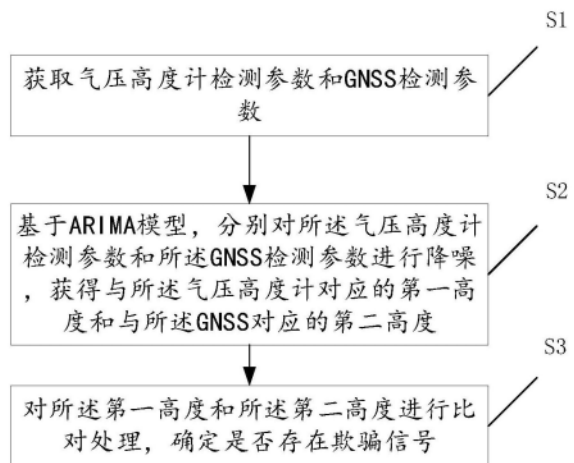 S1
获取气压高度计检测参数和GNSS检测参
数
S2
基于ARIMA模型，分别对所述气压高度计
检测参数和所述GNSS检测参数进行降噪
，获得与所述气压高度计对应的第一高
度和与所述GNSS对应的第二高度
S3
对所述第一高度和所述第二高度进行比
对处理，确定是否存在欺骗信号